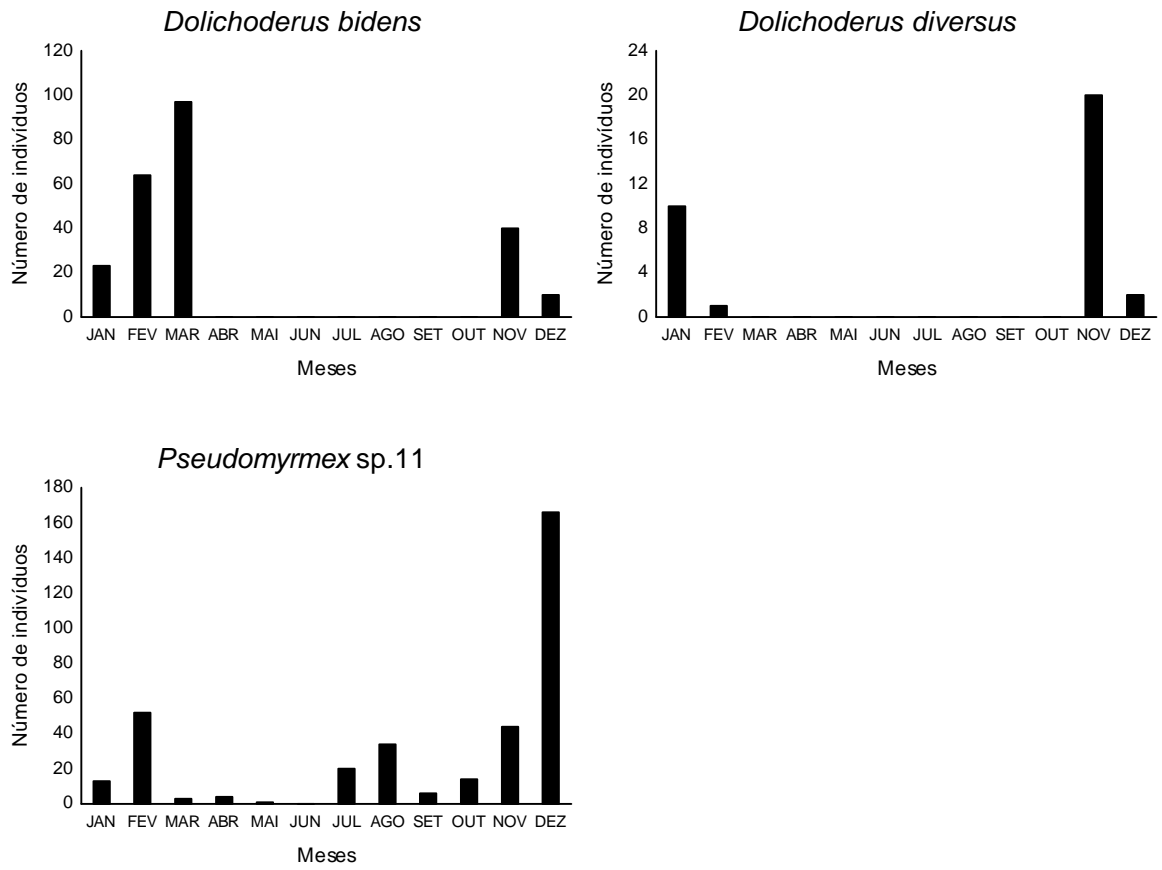 Dolichoderus bidens
Número de indivíduos
120
100
80
60
40
20
0
JAN FEV MAR ABR MAI JUN JUL AGO SET OUT NOV DEZ
Meses
Dolichoderus diversus
Número de indivíduos
24
20
16
12
8
4
0
JAN FEV MAR ABR MAI JUN JUL AGO SET OUT NOV DEZ
Meses
Pseudomyrmex sp.11
Número de indivíduos
180
160
140
120
100
80
60
40
20
0
JAN FEV MAR ABR MAI JUN JUL AGO SET OUT NOV DEZ
Meses